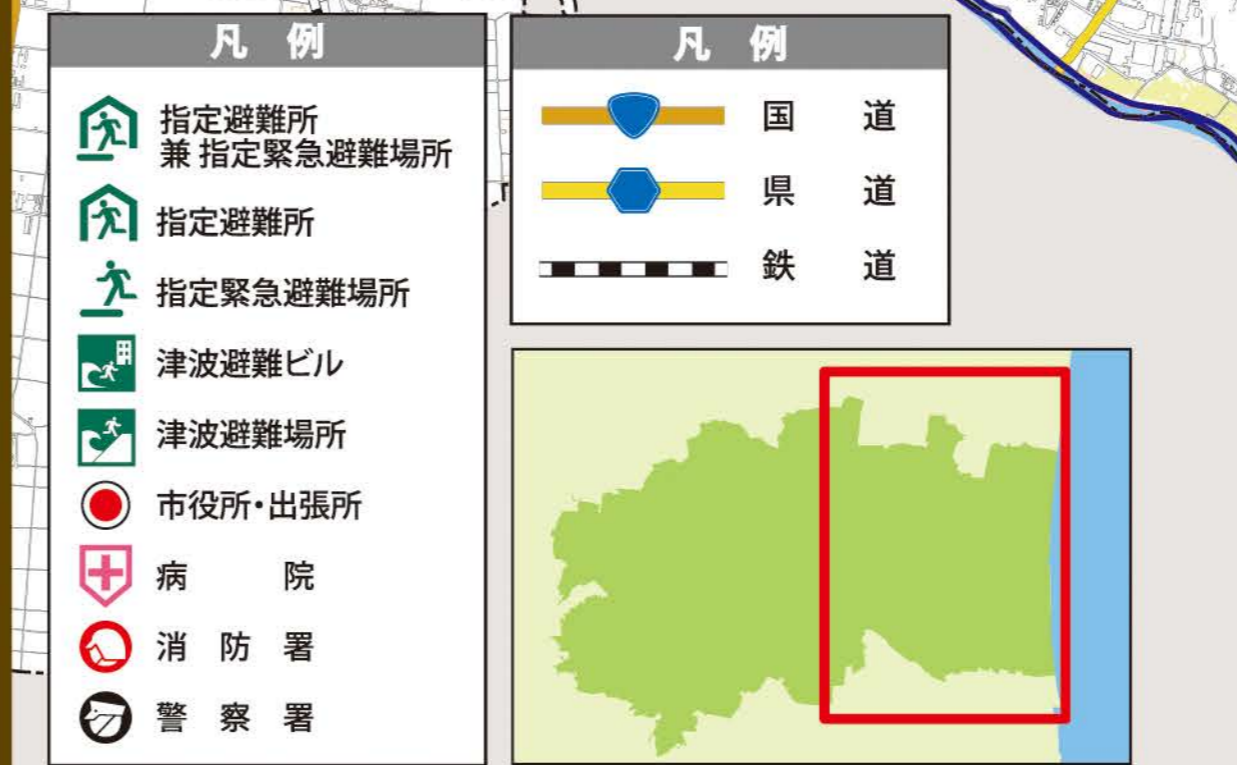 凡 例
指定避難所
兼 指定緊急避難場所
指定避難所
指定緊急避難場所
津波避難ビル
津波避難場所
市役所・出張所
病 院
消 防 署
警 察 署
凡 例
国 道
県 道
鉄 道